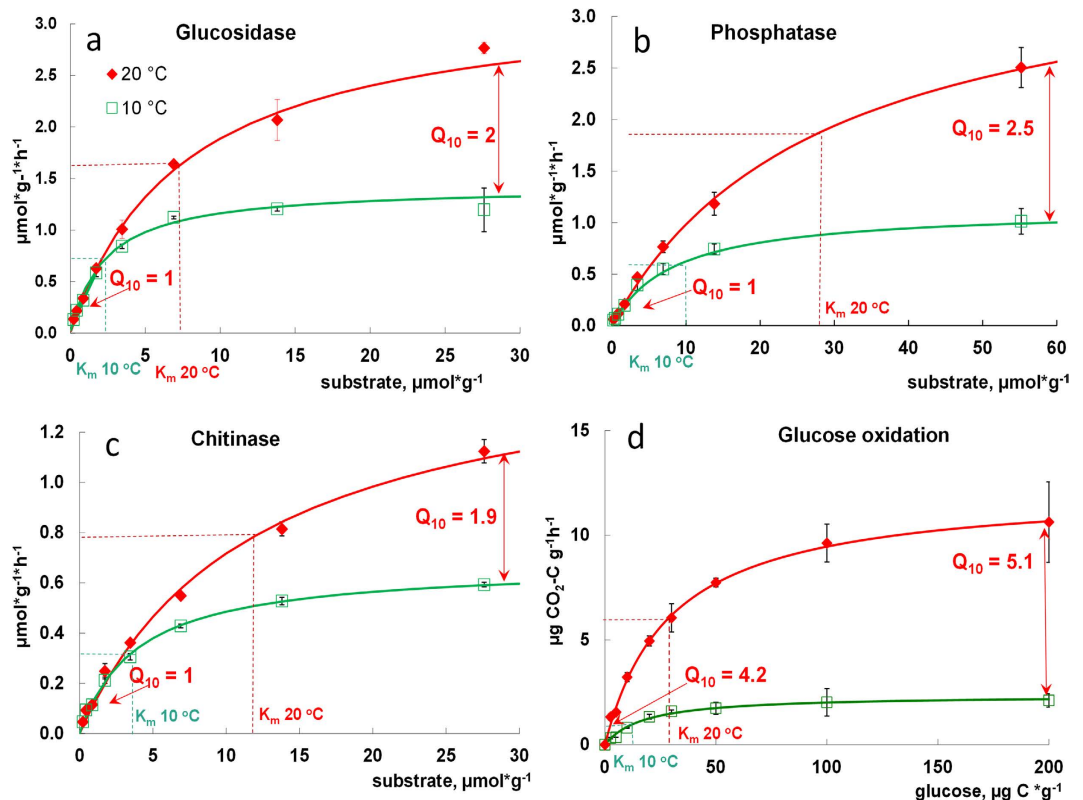 a Glucosidase
3.0
2.5
2.0
1.5
1.0
0.5
0.0
µmol*g⁻¹*h⁻¹
20 °C
10 °C
Q₁₀ = 2
Q₁₀ = 1
0 5 10 15 20 25 30
Kₘ 10 °C
Kₘ 20 °C
substrate, µmol*g⁻¹
b Phosphatase
3.0
2.5
2.0
1.5
1.0
0.5
0.0
µmol*g⁻¹*h⁻¹
Q₁₀ = 2.5
Q₁₀ = 1
Kₘ 20 °C
0 10 20 30 40 50 60
Kₘ 10 °C
substrate, µmol*g⁻¹
c Chitinase
1.2
1.0
0.8
0.6
0.4
0.2
0.0
µmol*g⁻¹*h⁻¹
Q₁₀ = 1.9
Q₁₀ = 1
Kₘ 10 °C
Kₘ 20 °C
0 5 10 15 20 25 30
substrate, µmol*g⁻¹
d Glucose oxidation
15
10
5
0
µg CO₂-C g⁻¹h⁻¹
Q₁₀ = 5.1
Q₁₀ = 4.2
Kₘ 20 °C
Kₘ 10 °C
0 50 100 150 200
glucose, µg C *g⁻¹